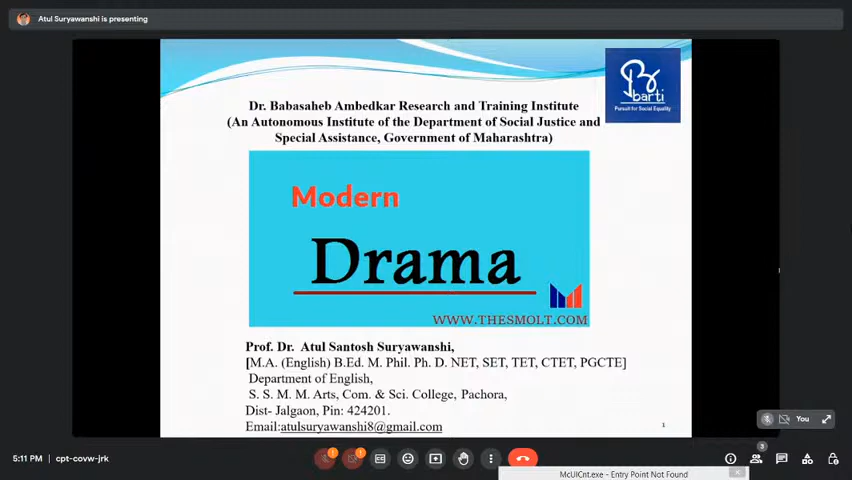 Atul Suryawanshi is presenting
barti
Pursuit for Social Equality
Dr. Babasaheb Ambedkar Research and Training Institute
(An Autonomous Institute of the Department of Social Justice and
Special Assistance, Government of Maharashtra)
Modern
Drama
WWW.THESMOLT.COM
Prof. Dr. Atul Santosh Suryawanshi,
[M.A. (English) B.Ed. M. Phil. Ph. D. NET, SET, TET, CTET, PGCTE]
Department of English,
S. S. M. M. Arts, Com. & Sci. College, Pachora,
Dist- Jalgaon, Pin: 424201.
Email:atulsuryawanshi8@gmail.com
1
You
5:11 PM | cpt-covw-jrk
3
McUICnt.exe - Entry Point Not Found